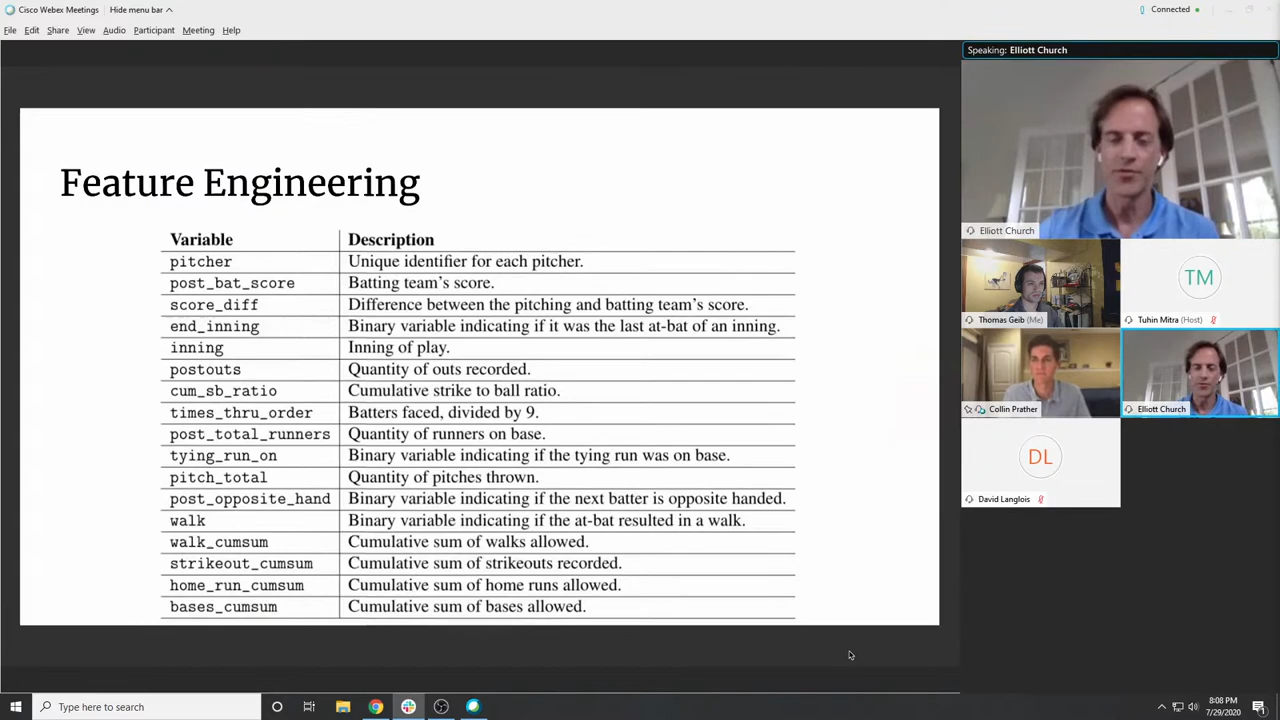 Cisco Webex Meetings Hide menu bar Connected
File Edit Share View Audio Participant Meeting Help
Speaking: Elliott Church
Feature Engineering
Variable Description
pitcher Unique identifier for each pitcher.
post_bat_score Batting team's score.
score_diff Difference between the pitching and batting team's score.
end_inning Binary variable indicating if it was the last at-bat of an inning.
inning Inning of play.
postouts Quantity of outs recorded.
cum_sb_ratio Cumulative strike to ball ratio.
times_thru_order Batters faced, divided by 9.
post_total_runners Quantity of runners on base.
tying_run_on Binary variable indicating if the tying run was on base.
pitch_total Quantity of pitches thrown.
post_opposite_hand Binary variable indicating if the next batter is opposite handed.
walk Binary variable indicating if the at-bat resulted in a walk.
walk_cumsum Cumulative sum of walks allowed.
strikeout_cumsum Cumulative sum of strikeouts recorded.
home_run_cumsum Cumulative sum of home runs allowed.
bases_cumsum Cumulative sum of bases allowed.
Elliott Church
TM
Thomas Geib (Me) Tuhin Mitra (Host)
Collin Prather Elliott Church
DL
David Langlois
Type here to search
8:08 PM
7/29/2020
1